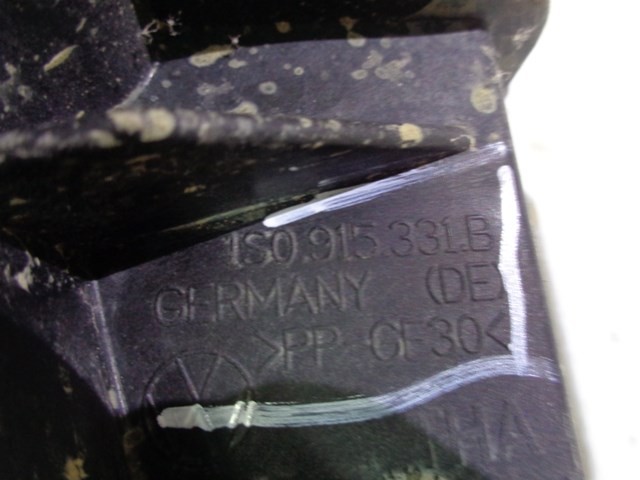 1S0.915.331.B
GERMANY (DE)
>PP-GF30<